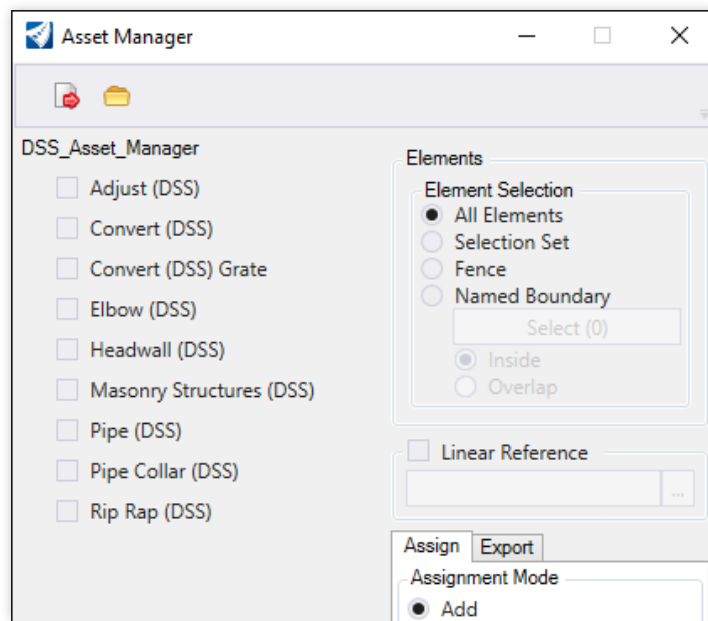 Asset Manager
DSS_Asset_Manager
Adjust (DSS)
Convert (DSS)
Convert (DSS) Grate
Elbow (DSS)
Headwall (DSS)
Masonry Structures (DSS)
Pipe (DSS)
Pipe Collar (DSS)
Rip Rap (DSS)
Elements
Element Selection
All Elements
Selection Set
Fence
Named Boundary
Select (0)
Inside
Overlap
Linear Reference
...
Assign Export
Assignment Mode
Add